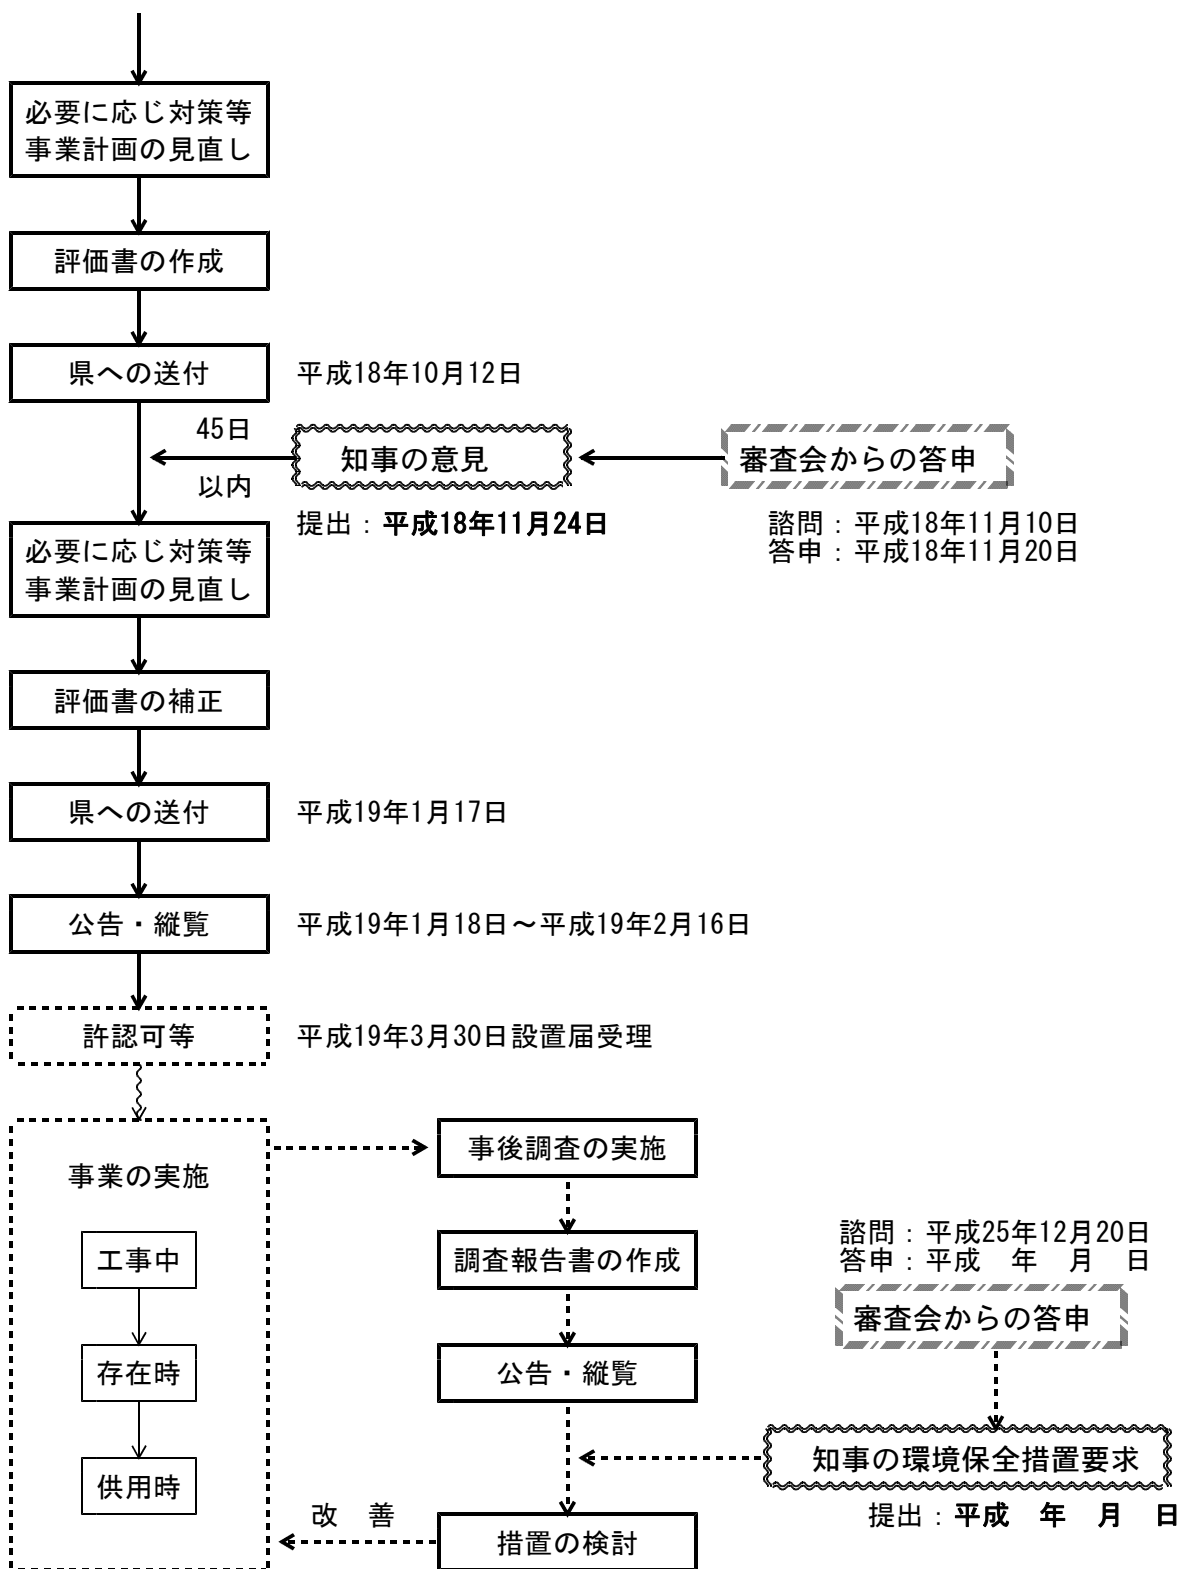 必要に応じ対策等
事業計画の見直し
評価書の作成
県への送付
平成18年10月12日
45日
以内
知事の意見
審査会からの答申
提出：平成18年11月24日
諮問：平成18年11月10日
答申：平成18年11月20日
必要に応じ対策等
事業計画の見直し
評価書の補正
県への送付
平成19年1月17日
公告・縦覧
平成19年1月18日～平成19年2月16日
許認可等
平成19年3月30日設置届受理
事業の実施
工事中
存在時
供用時
事後調査の実施
調査報告書の作成
公告・縦覧
諮問：平成25年12月20日
答申：平成　年　月　日
審査会からの答申
知事の環境保全措置要求
提出：平成　年　月　日
改　善
措置の検討